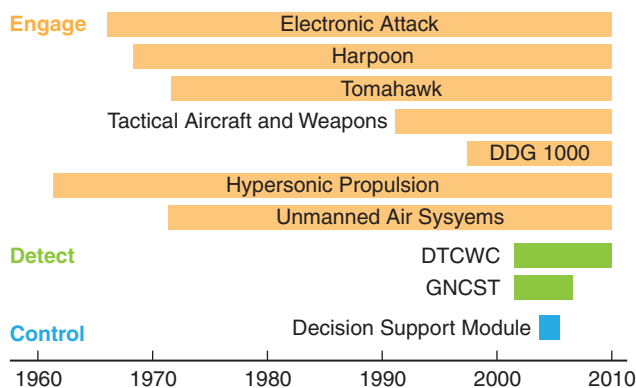 Engage
Electronic Attack
Harpoon
Tomahawk
Tactical Aircraft and Weapons
DDG 1000
Hypersonic Propulsion
Unmanned Air Sysyems
Detect
DTCWC
GNCST
Control
Decision Support Module
1960 1970 1980 1990 2000 2010